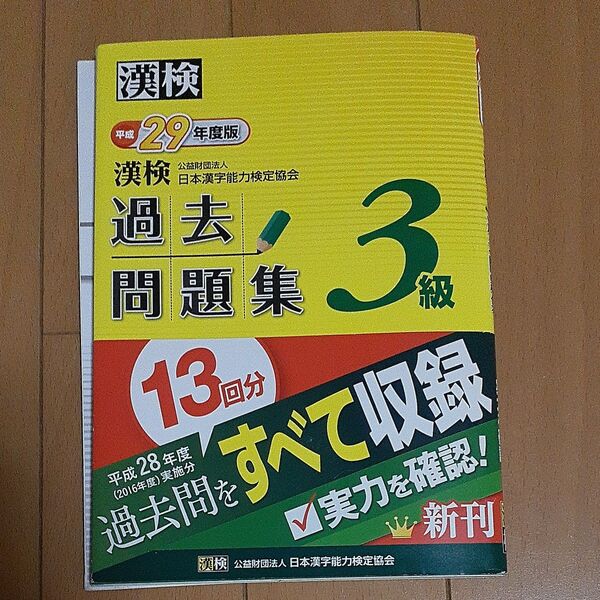 漢検
平成29年度版
漢検 公益財団法人 日本漢字能力検定協会
過去
問題集
3級
13回分
すべて収録
平成28年度
(2016年度)実施分
過去問を
実力を確認!
新刊
漢検 公益財団法人 日本漢字能力検定協会